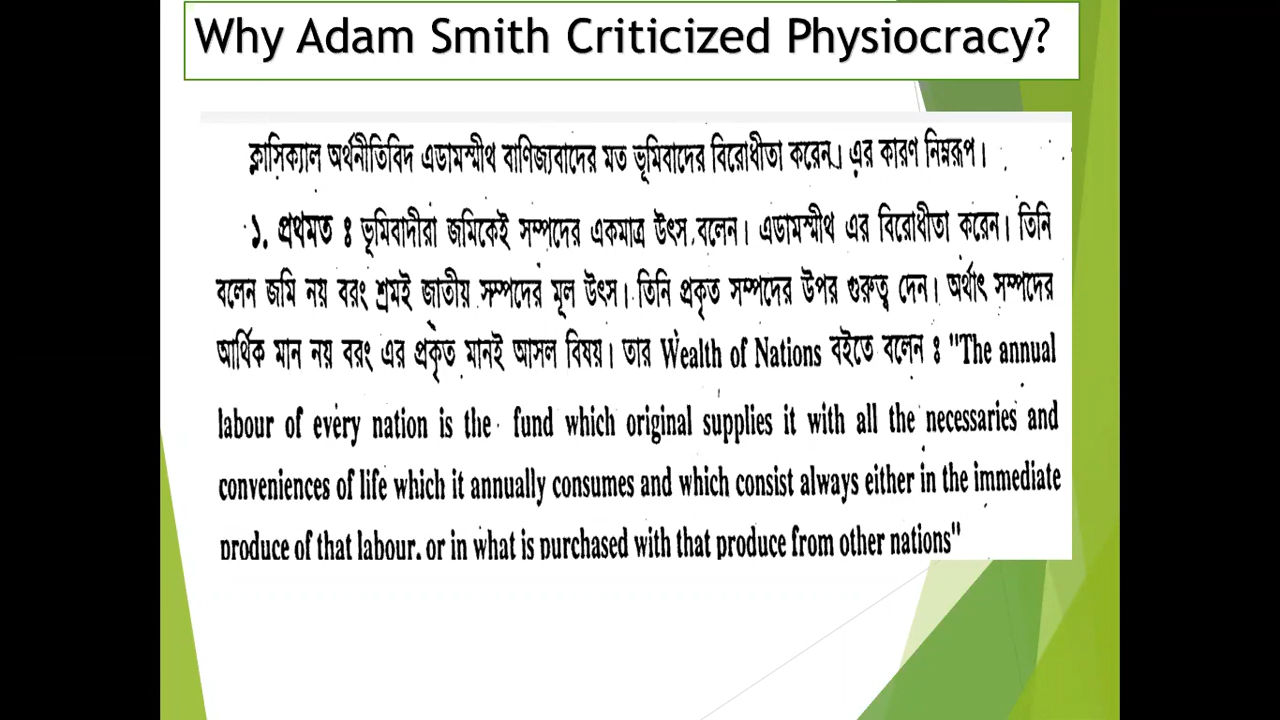 Why Adam Smith Criticized Physiocracy?
ক্লাসিক্যাল অর্থনীতিবিদ এডামস্মীথ বাণিজ্যবাদের মত ভূমিবাদের বিরোধীতা করেন। এর কারণ নিম্নরূপ।
১. প্রথমত ঃ ভূমিবাদীরা জমিকেই সম্পদের একমাত্র উৎস বলেন। এডামস্মীথ এর বিরোধীতা করেন। তিনি
বলেন জমি নয় বরং শ্রমই জাতীয় সম্পদের মূল উৎস। তিনি প্রকৃত সম্পদের উপর গুরুত্ব দেন। অর্থাৎ সম্পদের
আর্থিক মান নয় বরং এর প্রকৃত মানই আসল বিষয়। তার Wealth of Nations বইতে বলেন ঃ "The annual
labour of every nation is the fund which original supplies it with all the necessaries and
conveniences of life which it annually consumes and which consist always either in the immediate
produce of that labour, or in what is purchased with that produce from other nations"